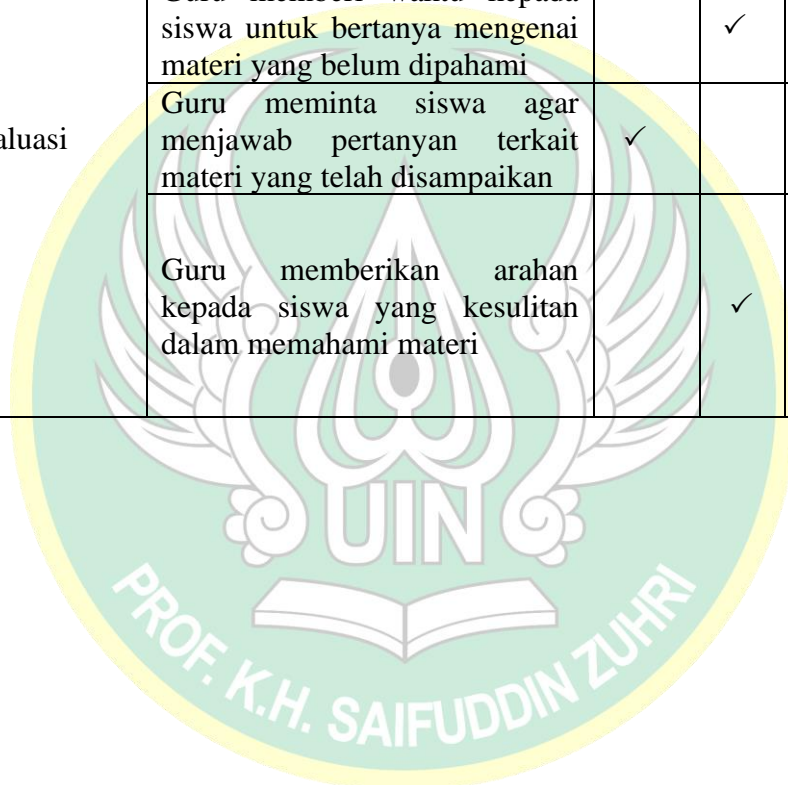 siswa untuk bertanya mengenai
materi yang belum dipahami
✓
Guru meminta siswa agar
menjawab pertanyan terkait
materi yang telah disampaikan
✓
Guru memberikan arahan
kepada siswa yang kesulitan
dalam memahami materi
✓
UIN
PROF. K.H. SAIFUDDIN ZUHRI